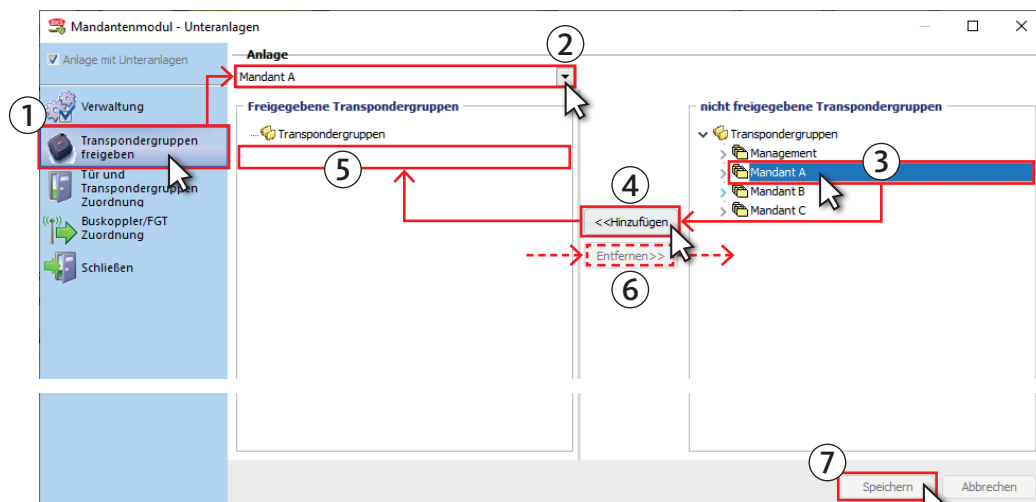 Mandantenmodul - Unteranlagen
Anlage mit Unteranlagen
Verwaltung
Transpondergruppen
freigeben
Tür und
Transpondergruppen
Zuordnung
Buskoppler/FGT
Zuordnung
Schließen
1
Anlage
2
Mandant A
Freigegebene Transpondergruppen
Transpondergruppen
5
4
<<Hinzufügen
Entfernen>>
6
nicht freigegebene Transpondergruppen
Transpondergruppen
Management
Mandant A
3
Mandant B
Mandant C
7
Speichern
Abbrechen